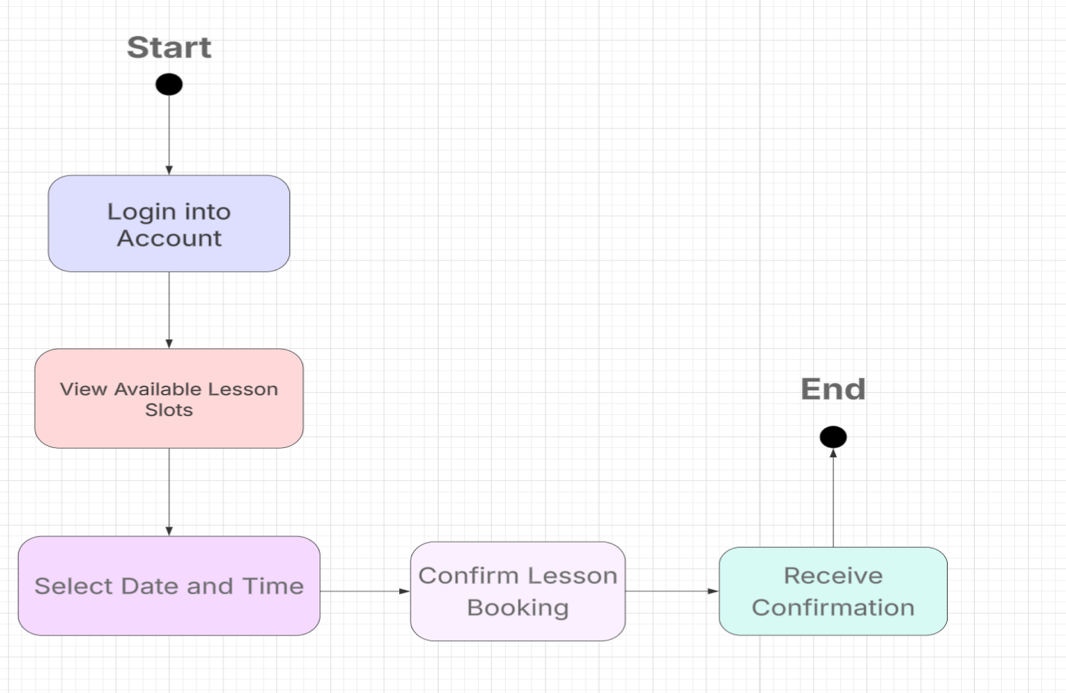 Start
Login into
Account
View Available Lesson
Slots
Select Date and Time
Confirm Lesson
Booking
Receive
Confirmation
End